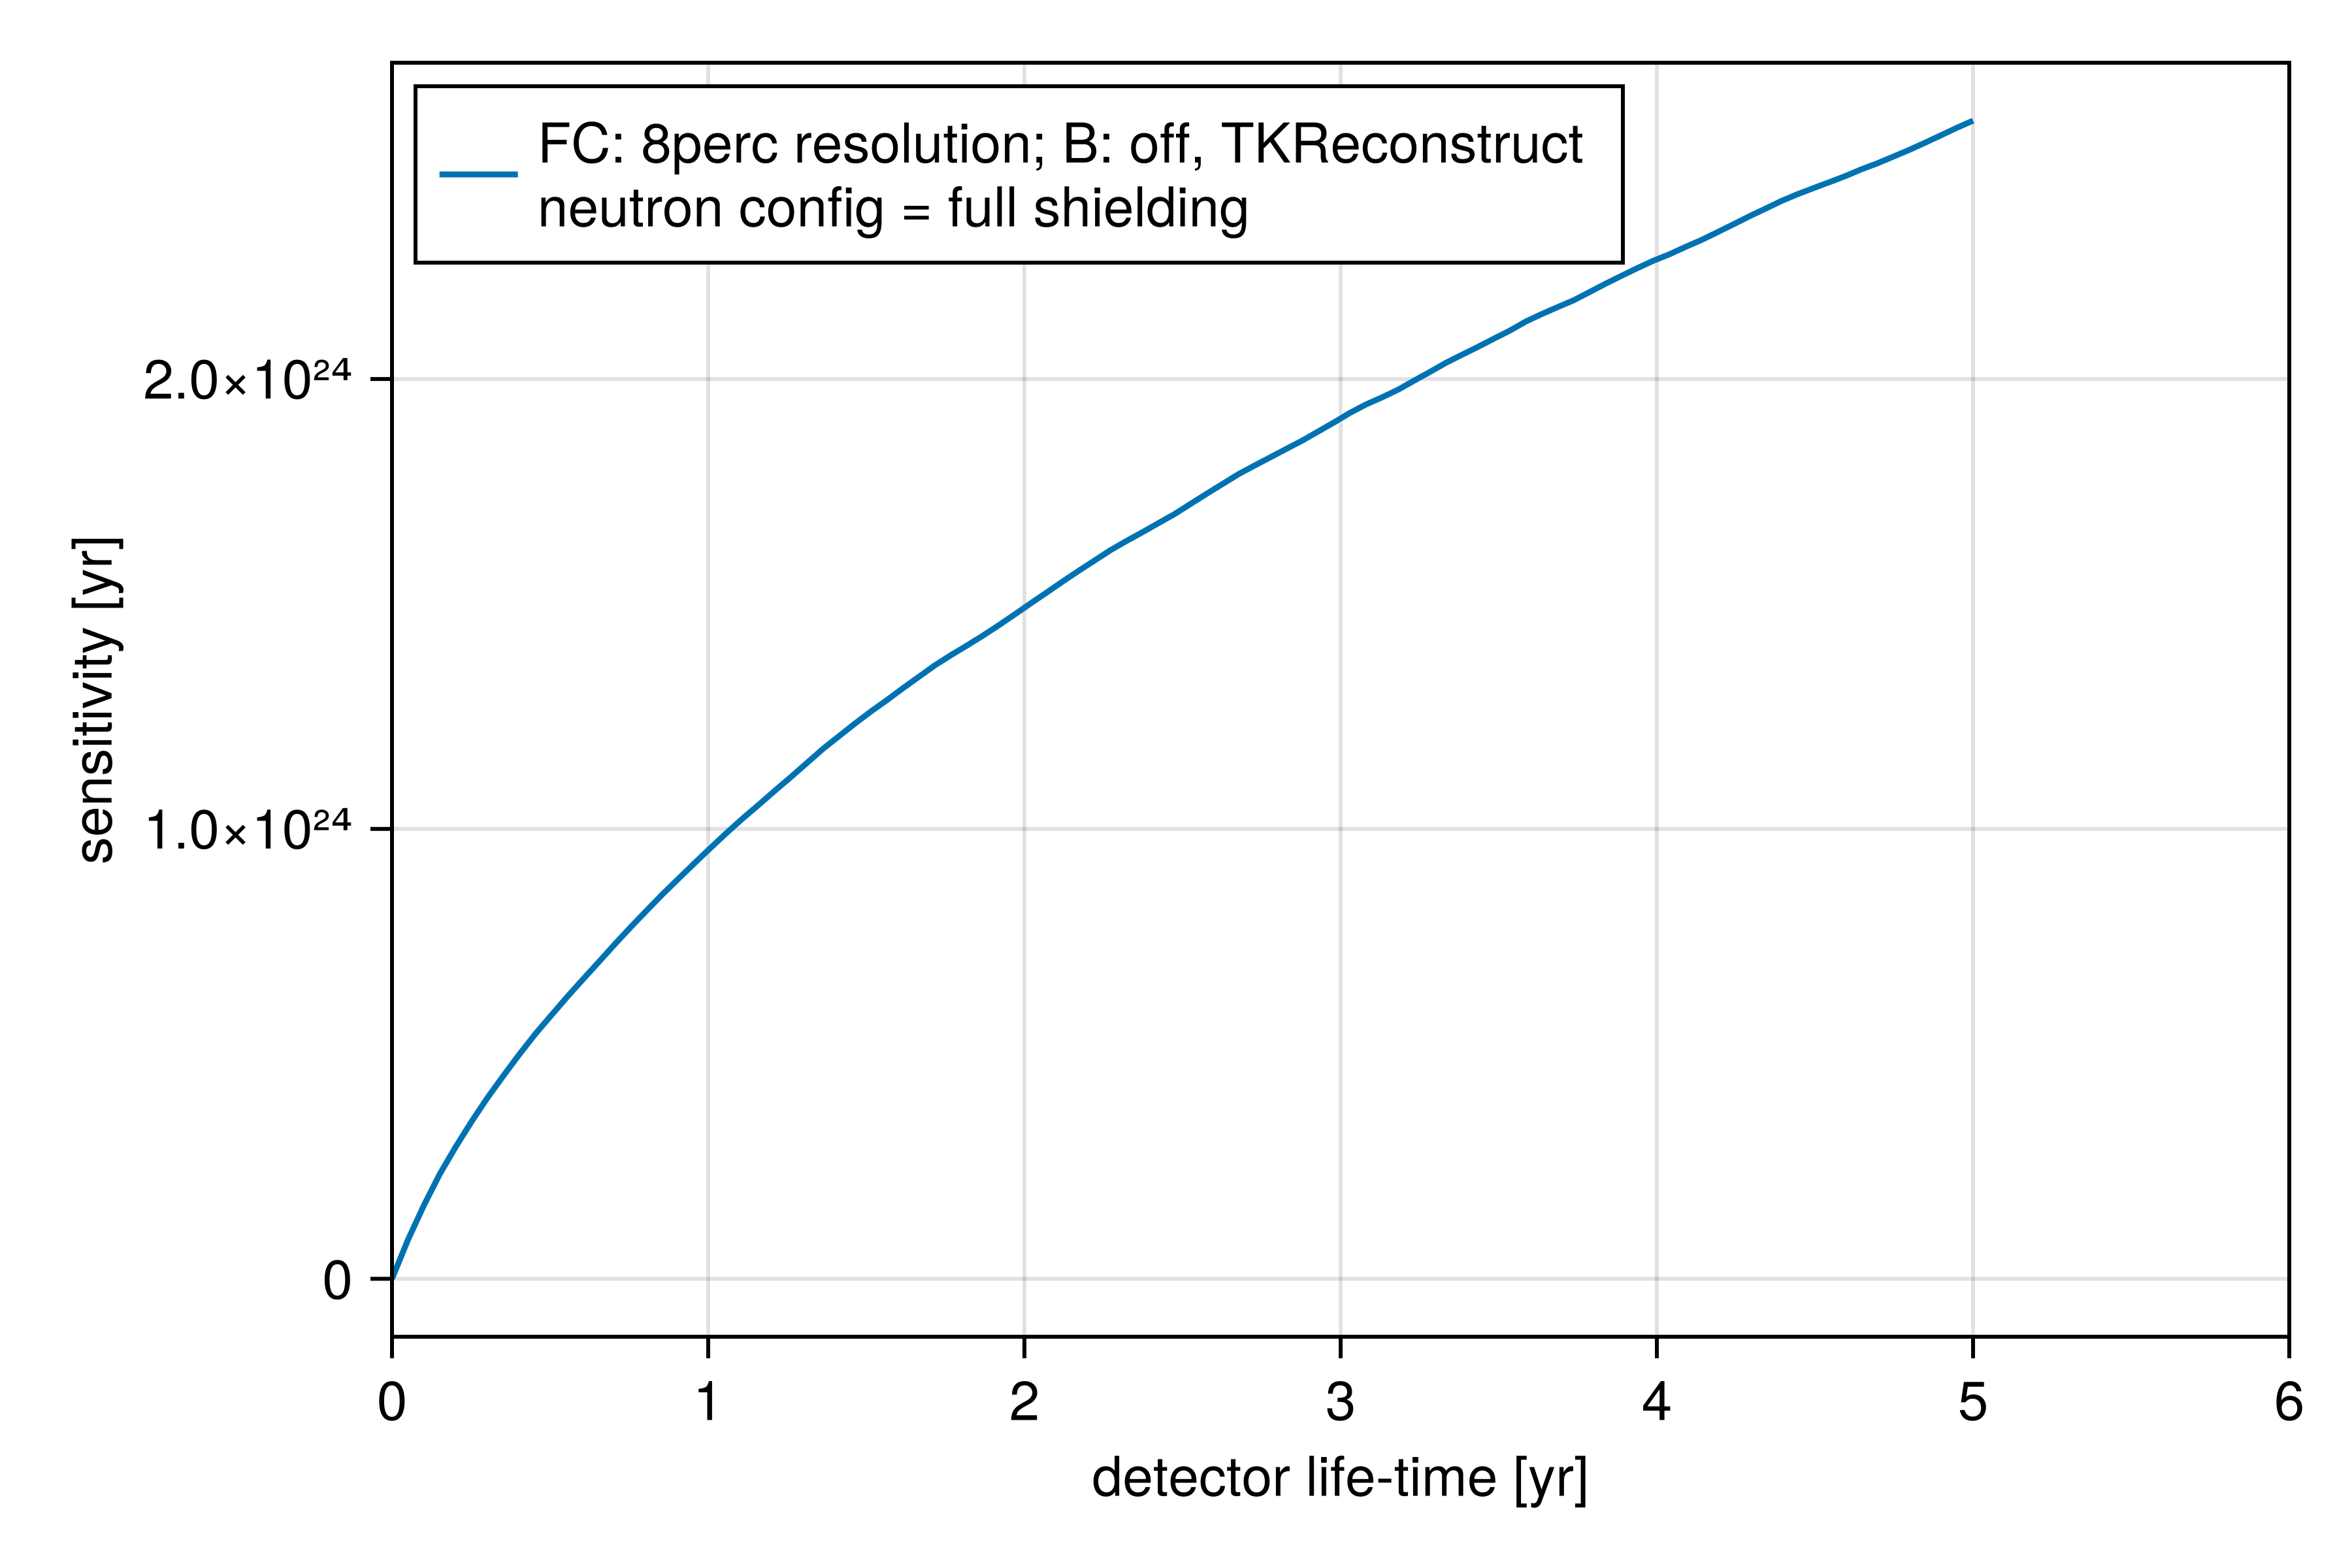 FC: 8perc resolution; B: off, TKReconstruct
neutron config = full shielding
sensitivity [yr]
2.0×10²⁴
1.0×10²⁴
0
0 1 2 3 4 5 6
detector life-time [yr]